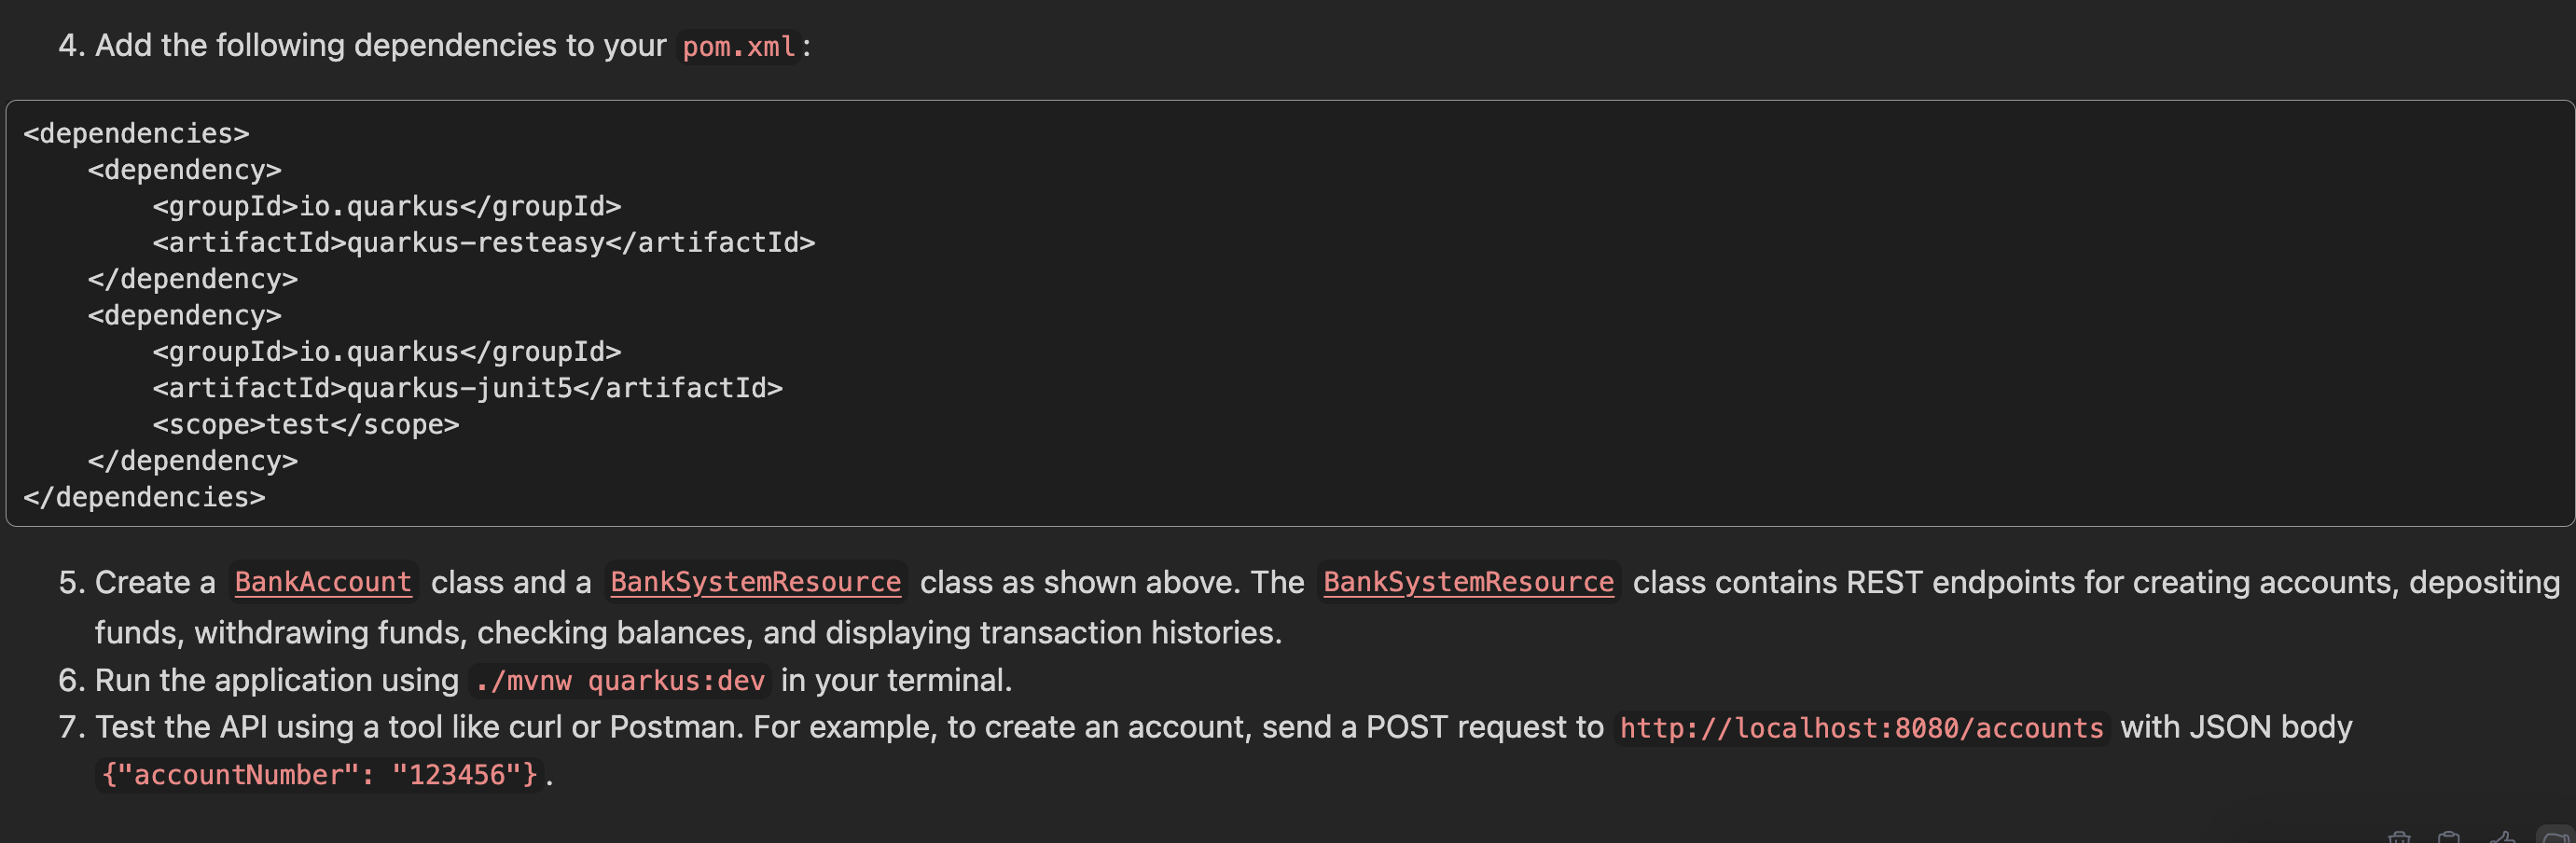 4. Add the following dependencies to your pom.xml:
<dependencies>
    <dependency>
        <groupId>io.quarkus</groupId>
        <artifactId>quarkus-resteasy</artifactId>
    </dependency>
    <dependency>
        <groupId>io.quarkus</groupId>
        <artifactId>quarkus-junit5</artifactId>
        <scope>test</scope>
    </dependency>
</dependencies>
5. Create a BankAccount class and a BankSystemResource class as shown above. The BankSystemResource class contains REST endpoints for creating accounts, depositing
funds, withdrawing funds, checking balances, and displaying transaction histories.
6. Run the application using ./mvnw quarkus:dev in your terminal.
7. Test the API using a tool like curl or Postman. For example, to create an account, send a POST request to http://localhost:8080/accounts with JSON body
{"accountNumber": "123456"}.